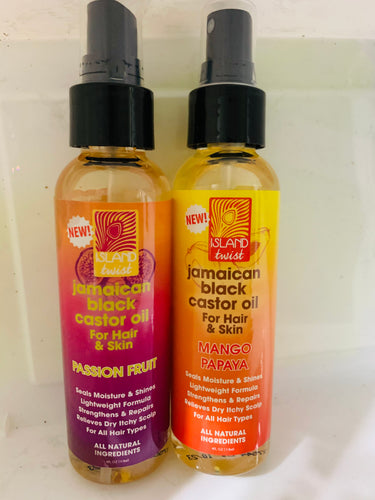 NEW!
ISLAND
twist
jamaican
black
castor oil
For Hair
& Skin
PASSION FRUIT
Seals Moisture & Shines
Lightweight Formula
Strengthens & Repairs
Relieves Dry Itchy Scalp
For All Hair Types
ALL NATURAL
INGREDIENTS
NEW!
ISLAND
twist
jamaican
black
castor oil
For Hair
& Skin
MANGO
PAPAYA
Seals Moisture & Shines
Lightweight Formula
Strengthens & Repairs
Relieves Dry Itchy Scalp
For All Hair Types
ALL NATURAL
INGREDIENTS